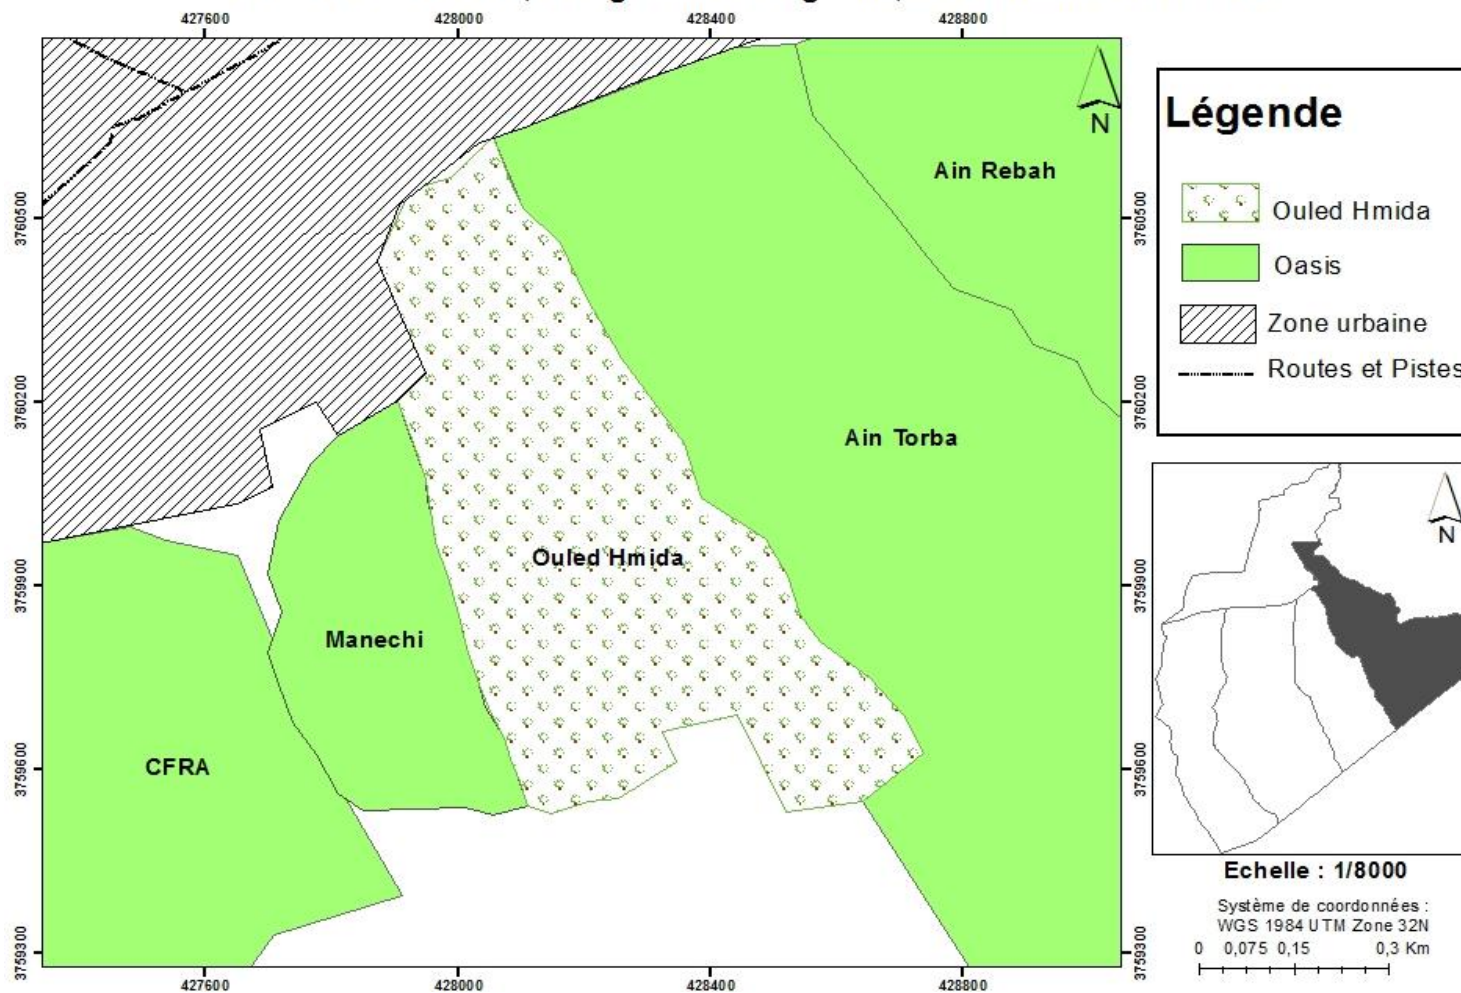 427600
428000
428400
428800
N
Légende
Ouled Hmida
Oasis
Zone urbaine
Routes et Pistes
3760500
3760200
3759900
3759600
3759300
Ain Rebah
Ain Torba
Ouled Hmida
Manechi
CFRA
3760500
3760200
3759900
3759600
3759300
427600
428000
428400
428800
N
Echelle : 1/8000
Système de coordonnées :
WGS 1984 UTM Zone 32N
0 0,075 0,15 0,3 Km